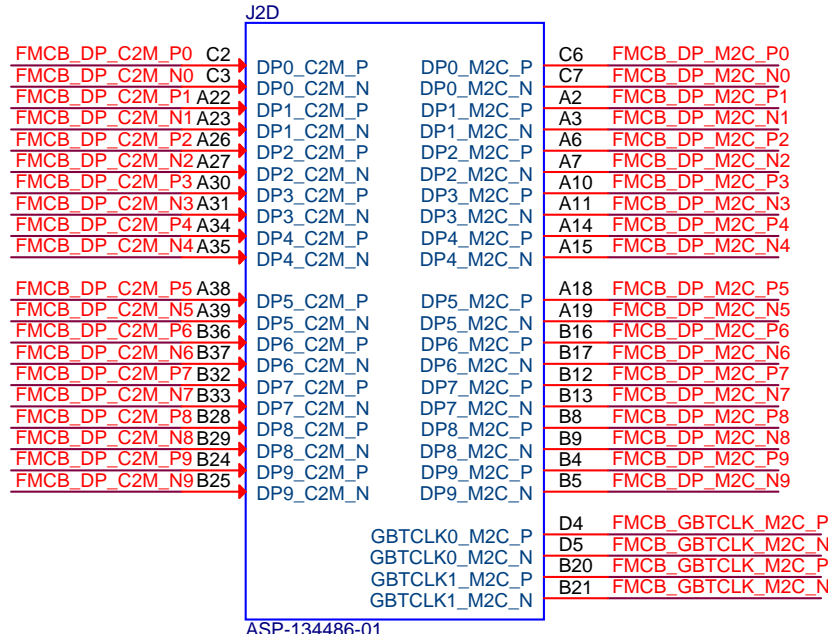 J2D
FMCB_DP_C2M_P0 C2 DP0_C2M_P DP0_M2C_P C6 FMCB_DP_M2C_P0
FMCB_DP_C2M_N0 C3 DP0_C2M_N DP0_M2C_N C7 FMCB_DP_M2C_N0
FMCB_DP_C2M_P1 A22 DP1_C2M_P DP1_M2C_P A2 FMCB_DP_M2C_P1
FMCB_DP_C2M_N1 A23 DP1_C2M_N DP1_M2C_N A3 FMCB_DP_M2C_N1
FMCB_DP_C2M_P2 A26 DP2_C2M_P DP2_M2C_P A6 FMCB_DP_M2C_P2
FMCB_DP_C2M_N2 A27 DP2_C2M_N DP2_M2C_N A7 FMCB_DP_M2C_N2
FMCB_DP_C2M_P3 A30 DP3_C2M_P DP3_M2C_P A10 FMCB_DP_M2C_P3
FMCB_DP_C2M_N3 A31 DP3_C2M_N DP3_M2C_N A11 FMCB_DP_M2C_N3
FMCB_DP_C2M_P4 A34 DP4_C2M_P DP4_M2C_P A14 FMCB_DP_M2C_P4
FMCB_DP_C2M_N4 A35 DP4_C2M_N DP4_M2C_N A15 FMCB_DP_M2C_N4
FMCB_DP_C2M_P5 A38 DP5_C2M_P DP5_M2C_P A18 FMCB_DP_M2C_P5
FMCB_DP_C2M_N5 A39 DP5_C2M_N DP5_M2C_N A19 FMCB_DP_M2C_N5
FMCB_DP_C2M_P6 B36 DP6_C2M_P DP6_M2C_P B16 FMCB_DP_M2C_P6
FMCB_DP_C2M_N6 B37 DP6_C2M_N DP6_M2C_N B17 FMCB_DP_M2C_N6
FMCB_DP_C2M_P7 B32 DP7_C2M_P DP7_M2C_P B12 FMCB_DP_M2C_P7
FMCB_DP_C2M_N7 B33 DP7_C2M_N DP7_M2C_N B13 FMCB_DP_M2C_N7
FMCB_DP_C2M_P8 B28 DP8_C2M_P DP8_M2C_P B8 FMCB_DP_M2C_P8
FMCB_DP_C2M_N8 B29 DP8_C2M_N DP8_M2C_N B9 FMCB_DP_M2C_N8
FMCB_DP_C2M_P9 B24 DP9_C2M_P DP9_M2C_P B4 FMCB_DP_M2C_P9
FMCB_DP_C2M_N9 B25 DP9_C2M_N DP9_M2C_N B5 FMCB_DP_M2C_N9
GBTCLK0_M2C_P D4 FMCB_GBTCLK_M2C_P
GBTCLK0_M2C_N D5 FMCB_GBTCLK_M2C_N
GBTCLK1_M2C_P B20 FMCB_GBTCLK_M2C_P
GBTCLK1_M2C_N B21 FMCB_GBTCLK_M2C_N
ASP-134486-01